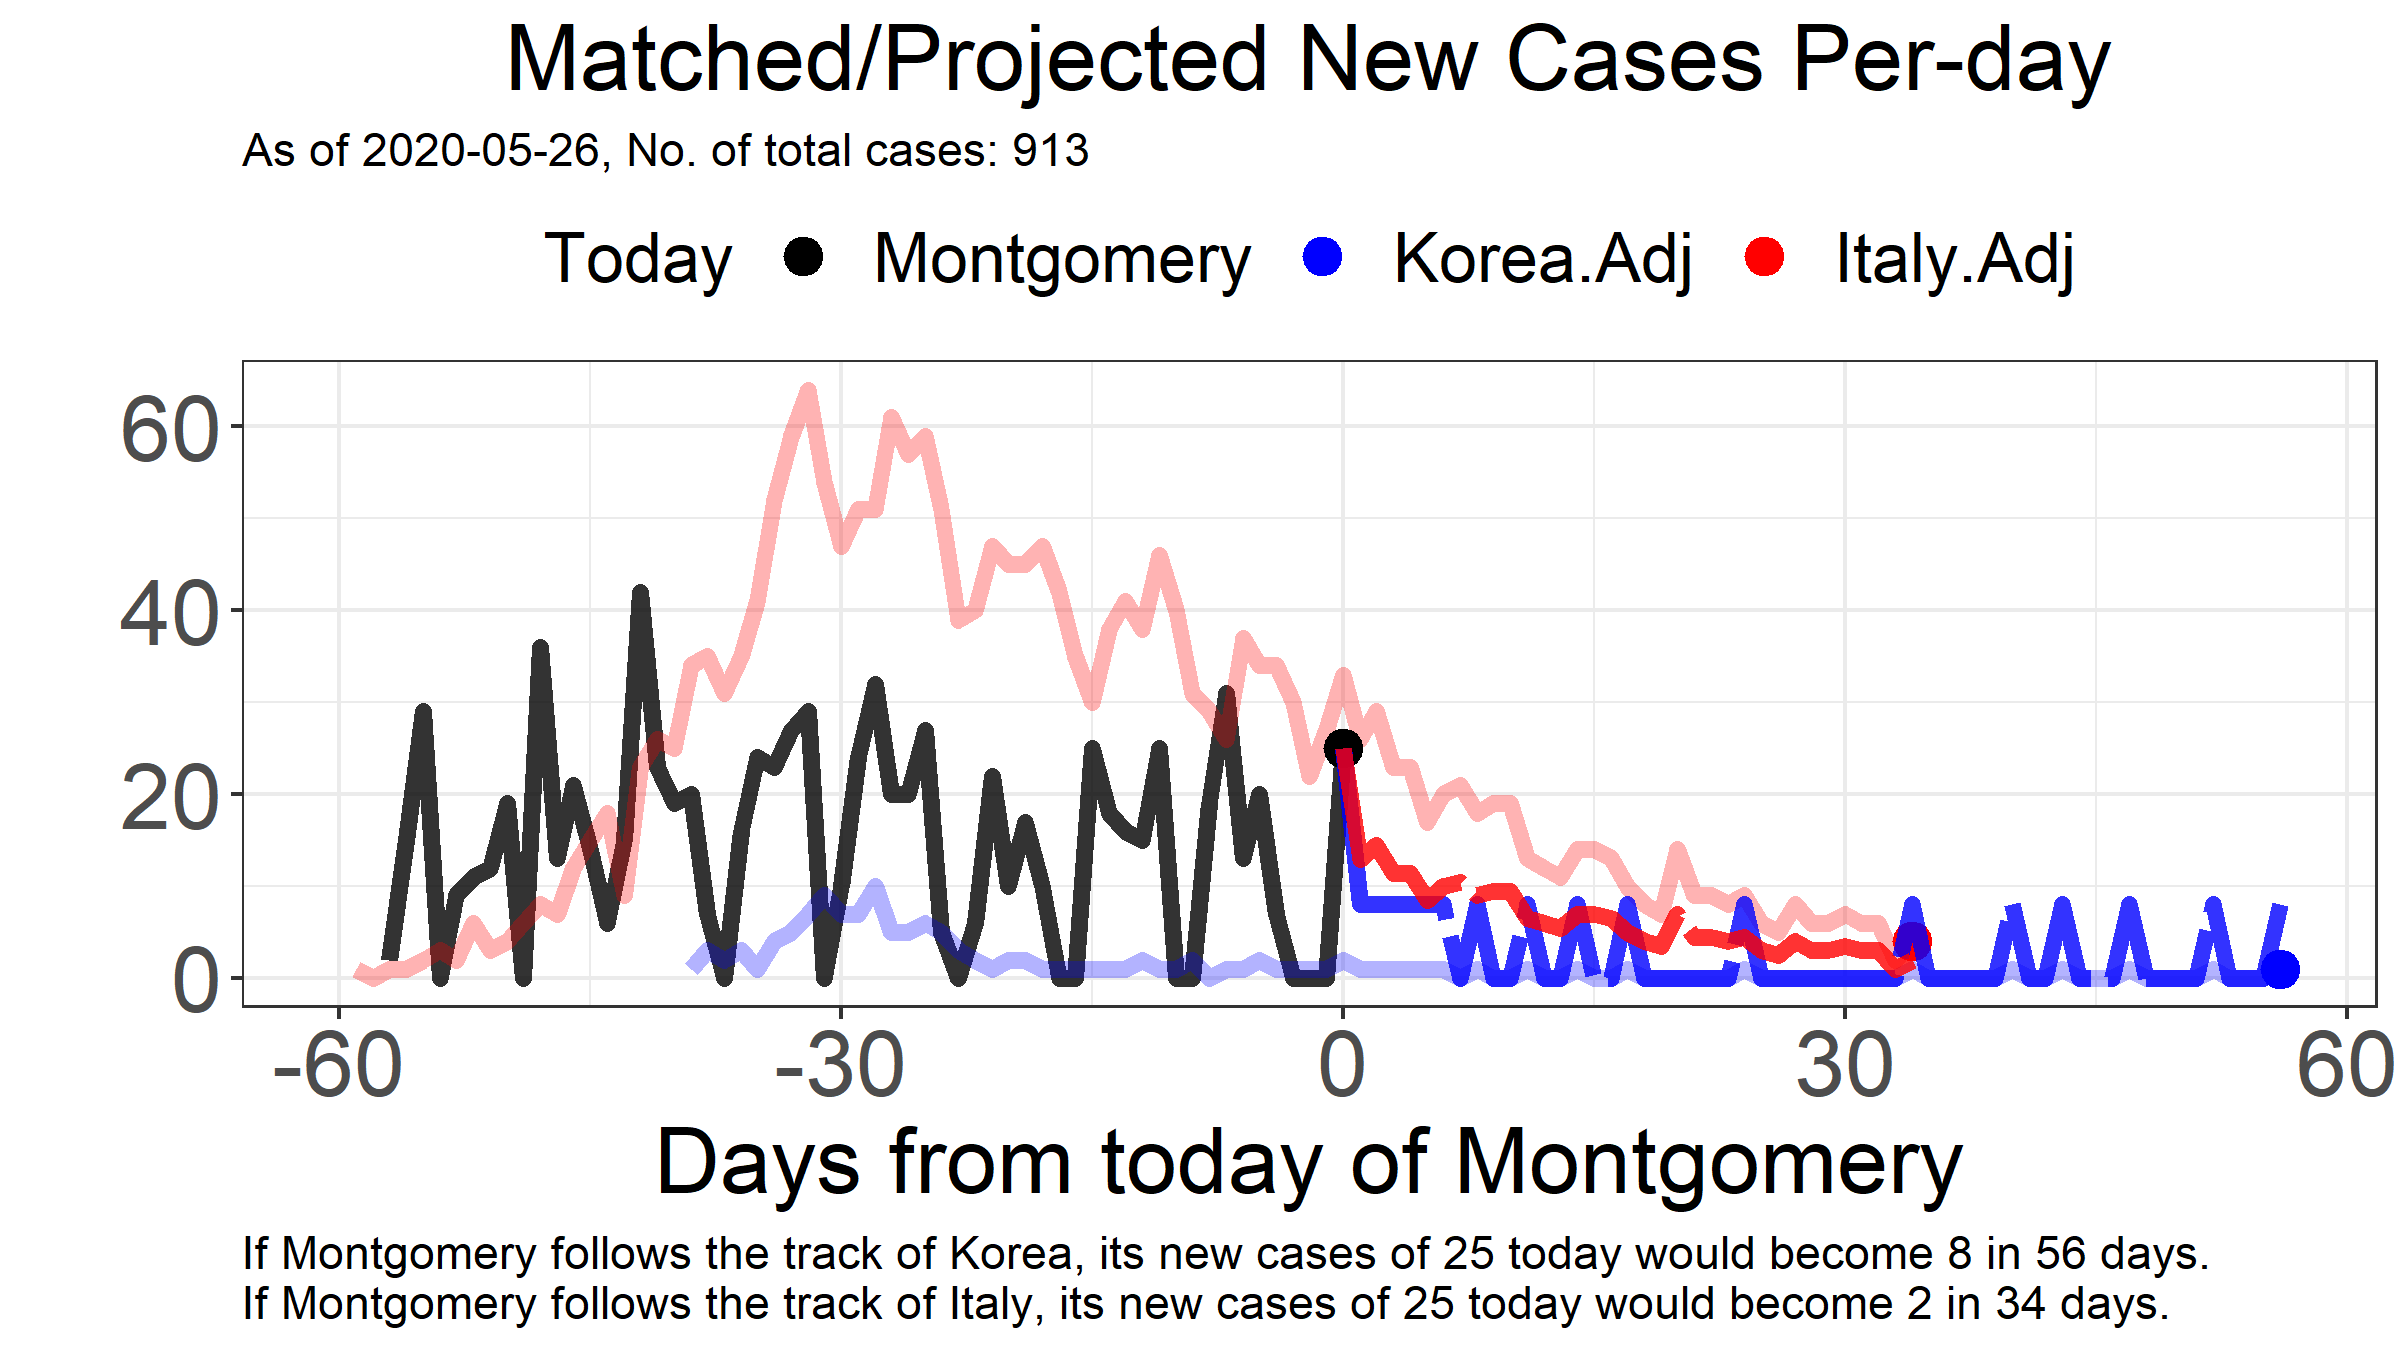 Matched/Projected New Cases Per-day
As of 2020-05-26, No. of total cases: 913
Today Montgomery Korea.Adj Italy.Adj
60
40
20
0
-60 -30 0 30 60
Days from today of Montgomery
If Montgomery follows the track of Korea, its new cases of 25 today would become 8 in 56 days.
If Montgomery follows the track of Italy, its new cases of 25 today would become 2 in 34 days.